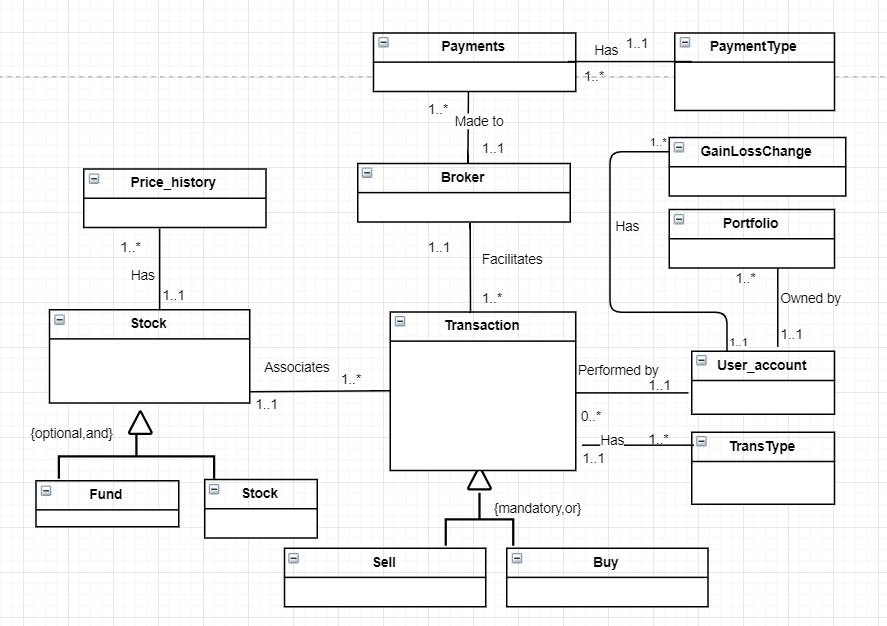 Payments
Has
1..1
1..*
PaymentType
1..*
Made to
1..1
1..*
GainLossChange
Price_history
Broker
Has
Portfolio
1..*
Has
1..1
1..1
Facilitates
1..*
1..*
Owned by
1..1
1..1
Stock
Transaction
User_account
Associates
1..*
1..1
Performed by
1..1
0..*
{optional,and}
Has
1..*
1..1
TransType
Fund
Stock
{mandatory,or}
Sell
Buy